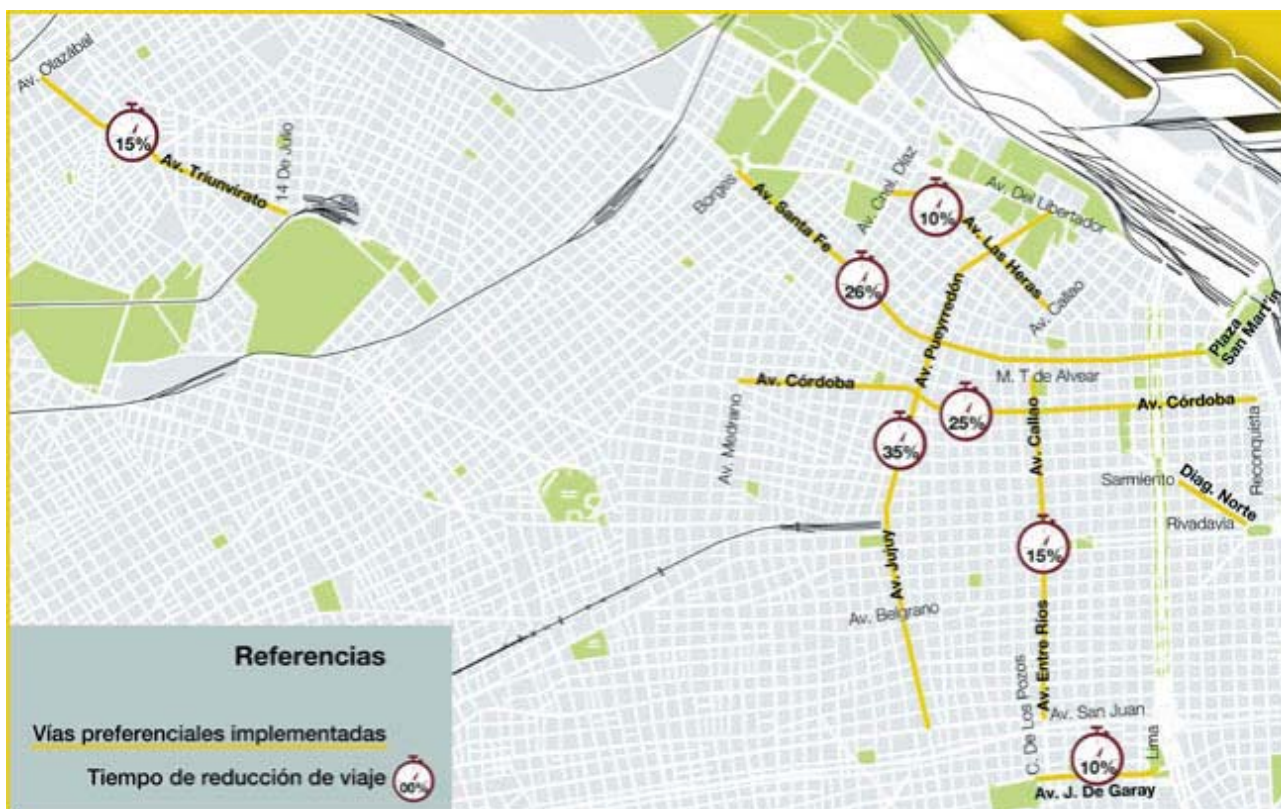 Av. Olazábal
15%
Av. Triunvirato
14 De Julio
Borges
Av. Santa Fe
26%
Av. Cnel. Diaz
10%
Av. Las Heras
Av. Del Libertador
Av. Pueyrredón
Av. Callao
Plaza
San Mart'in
M. T de Alvear
Av. Córdoba
25%
Av. Córdoba
35%
Av. Medrano
Av. Callao
Reconquista
Sarmiento
Diag. Norte
Rivadavia
15%
Av. Jujuy
Av. Belgrano
Av. Entre Ríos
C. De Los Pozos
Av. San Juan
Lima
10%
Av. J. De Garay
Referencias
Vías preferenciales implementadas
Tiempo de reducción de viaje
00%